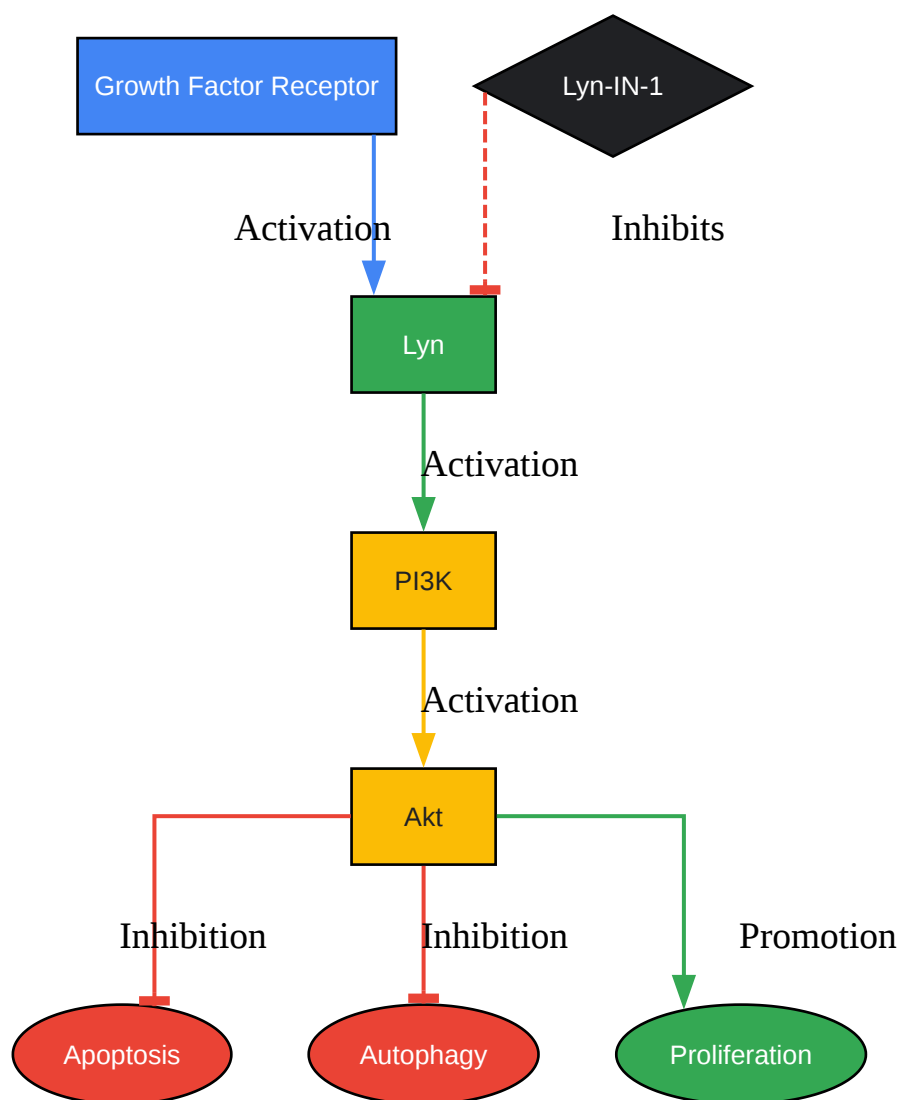 Growth Factor Receptor
Lyn-IN-1
Activation
Inhibits
Lyn
Activation
PI3K
Activation
Akt
Inhibition
Inhibition
Promotion
Apoptosis
Autophagy
Proliferation